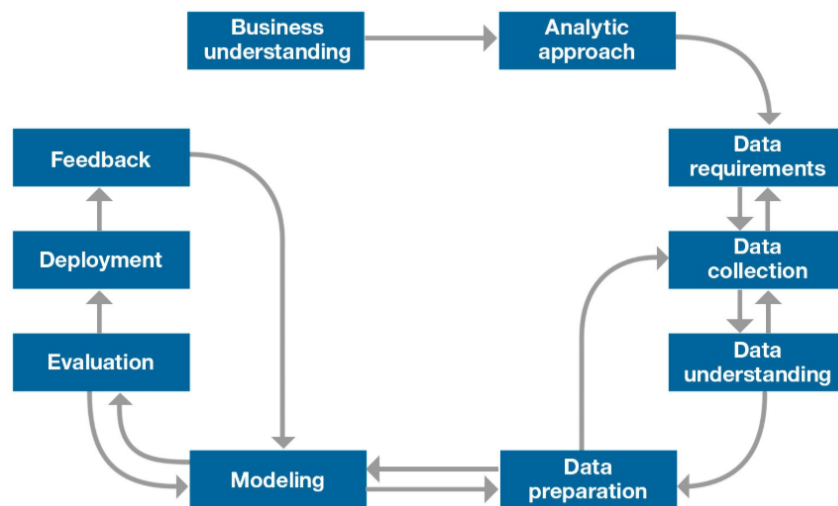 Business
understanding
Analytic
approach
Data
requirements
Data
collection
Data
understanding
Data
preparation
Modeling
Evaluation
Deployment
Feedback